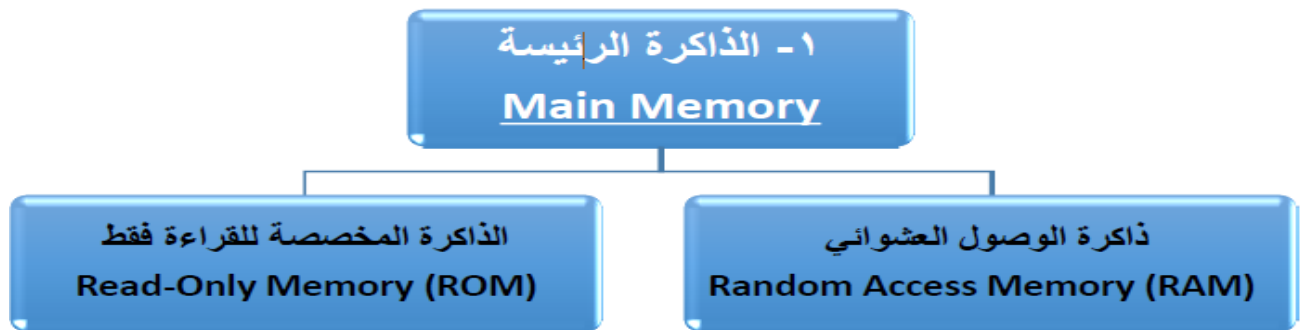 ١- الذاكرة الرئيسة
Main Memory
ذاكرة الوصول العشوائي
Random Access Memory (RAM)
الذاكرة المخصصة للقراءة فقط
Read-Only Memory (ROM)